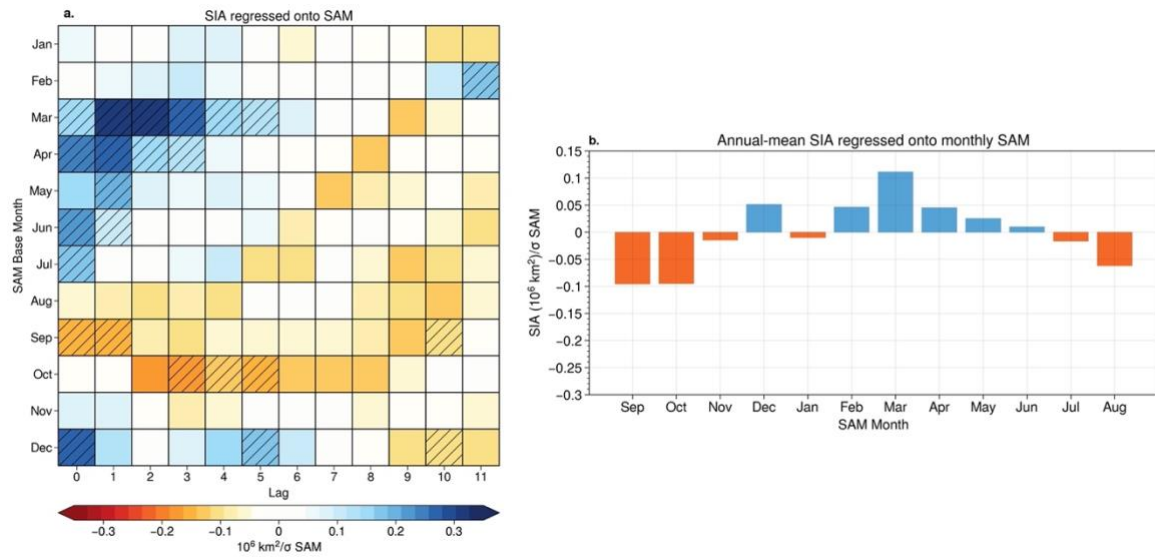 a.
SIA regressed onto SAM
SAM Base Month
Jan
Feb
Mar
Apr
May
Jun
Jul
Aug
Sep
Oct
Nov
Dec
0 1 2 3 4 5 6 7 8 9 10 11
Lag
−0.3 −0.2 −0.1 0 0.1 0.2 0.3
10⁶ km²/σ SAM
b.
Annual-mean SIA regressed onto monthly SAM
SIA (10⁶ km²)/σ SAM
0.15
0.1
0.05
0
−0.05
−0.1
−0.15
−0.2
−0.25
−0.3
Sep Oct Nov Dec Jan Feb Mar Apr May Jun Jul Aug
SAM Month